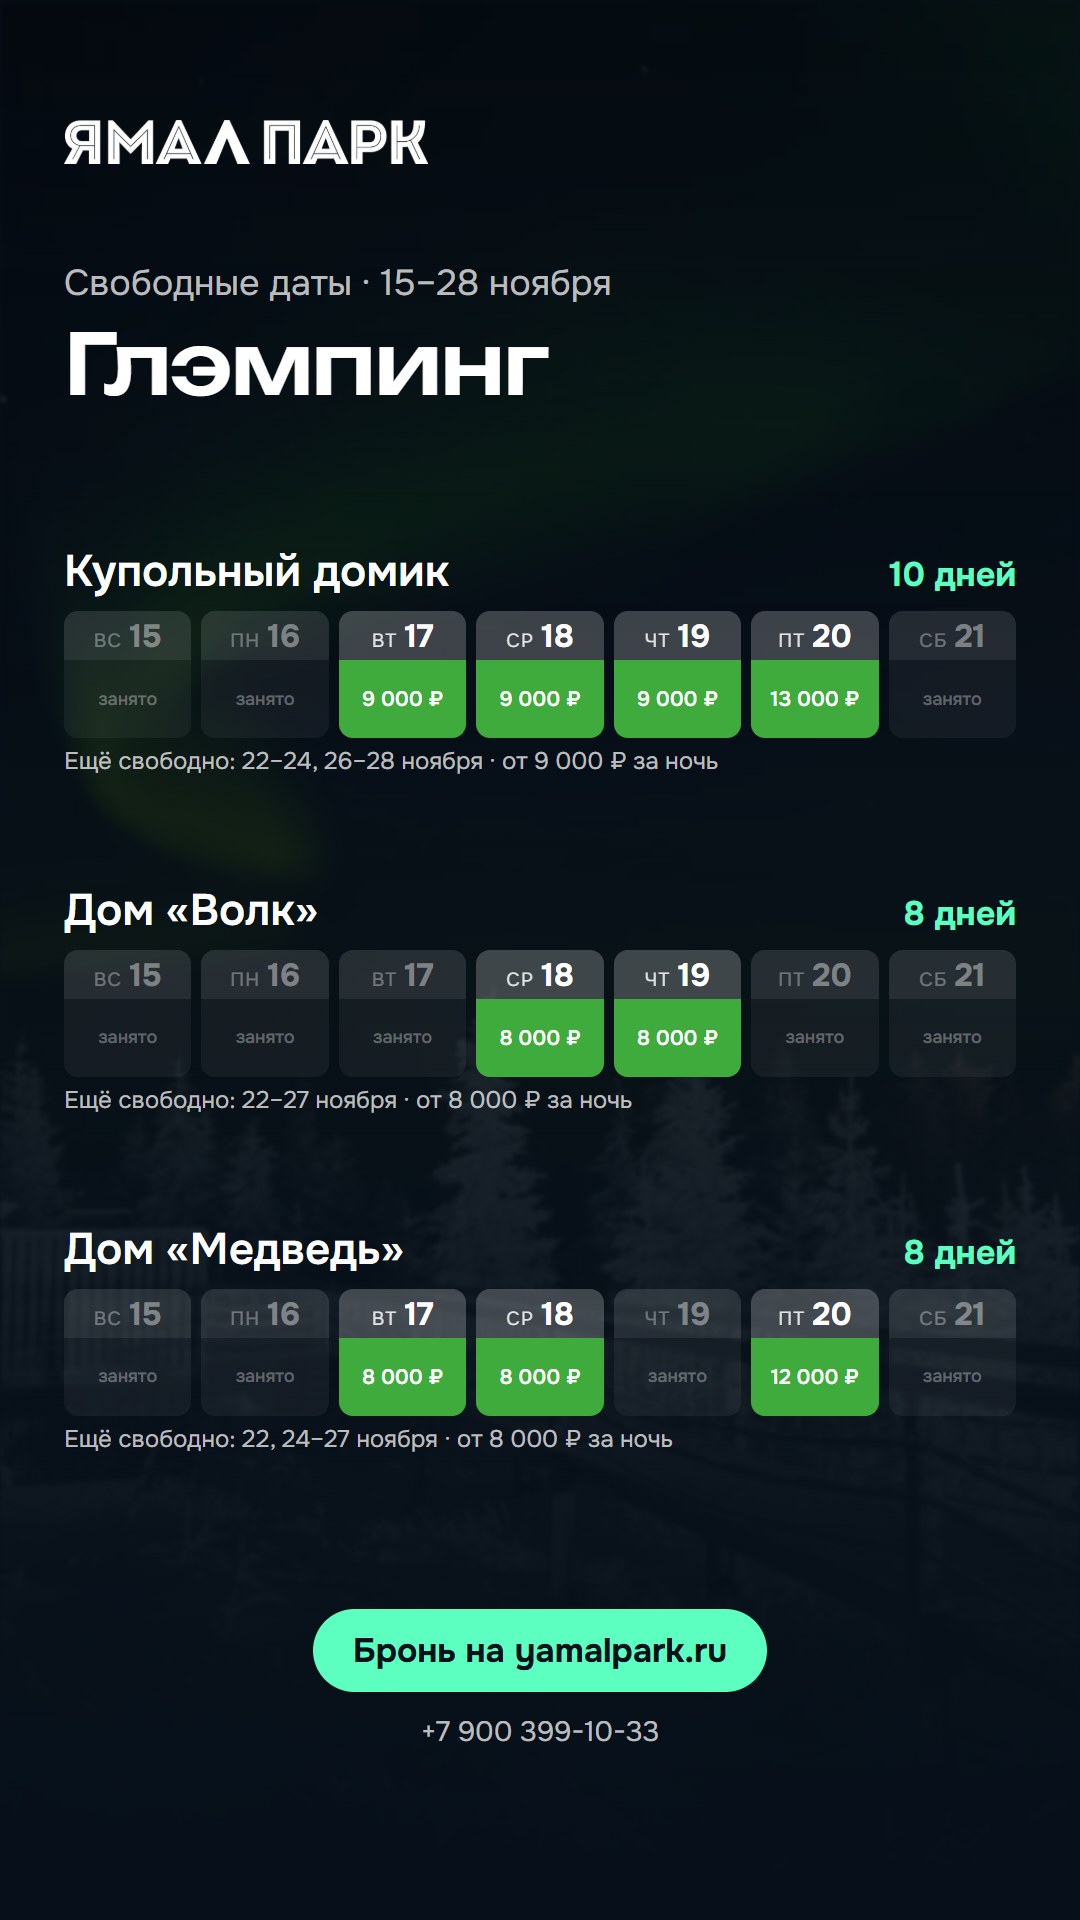 ЯМАЛ ПАРК
Свободные даты · 15–28 ноября
Глэмпинг
Купольный домик 10 дней
ВС 15 ПН 16 ВТ 17 СР 18 ЧТ 19 ПТ 20 СБ 21
занято занято 9 000 ₽ 9 000 ₽ 9 000 ₽ 13 000 ₽ занято
Ещё свободно: 22–24, 26–28 ноября · от 9 000 ₽ за ночь
Дом «Волк» 8 дней
ВС 15 ПН 16 ВТ 17 СР 18 ЧТ 19 ПТ 20 СБ 21
занято занято занято 8 000 ₽ 8 000 ₽ занято занято
Ещё свободно: 22–27 ноября · от 8 000 ₽ за ночь
Дом «Медведь» 8 дней
ВС 15 ПН 16 ВТ 17 СР 18 ЧТ 19 ПТ 20 СБ 21
занято занято 8 000 ₽ 8 000 ₽ занято 12 000 ₽ занято
Ещё свободно: 22, 24–27 ноября · от 8 000 ₽ за ночь
Бронь на yamalpark.ru
+7 900 399-10-33